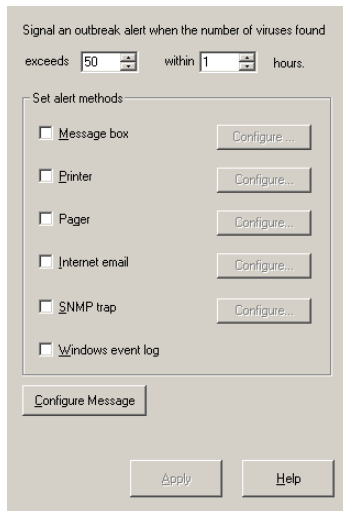 Signal an outbreak alert when the number of viruses found
exceeds 50 within 1 hours.
Set alert methods
Message box Configure ...
Printer Configure...
Pager Configure...
Internet email Configure...
SNMP trap Configure...
Windows event log
Configure Message
Apply Help